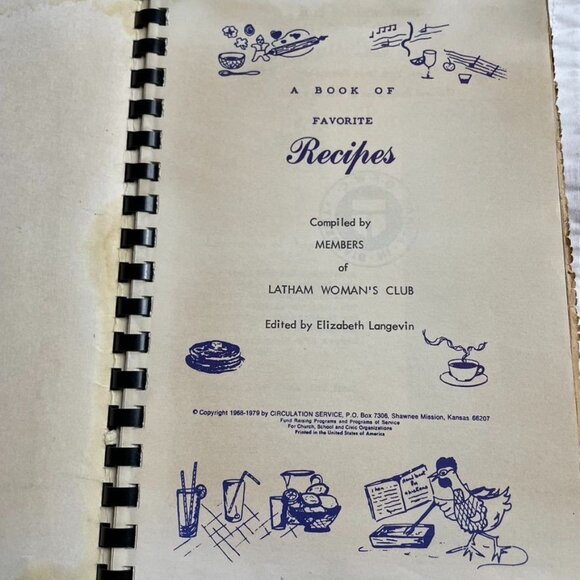 A BOOK OF
FAVORITE
Recipes
Compiled by
MEMBERS
of
LATHAM WOMAN'S CLUB
Edited by Elizabeth Langevin
© Copyright 1968-1979 by CIRCULATION SERVICE, P.O. Box 7306, Shawnee Mission, Kansas 66207
Fund Raising Programs and Programs of Service
For Church, School and Civic Organizations
Printed in the United States of America